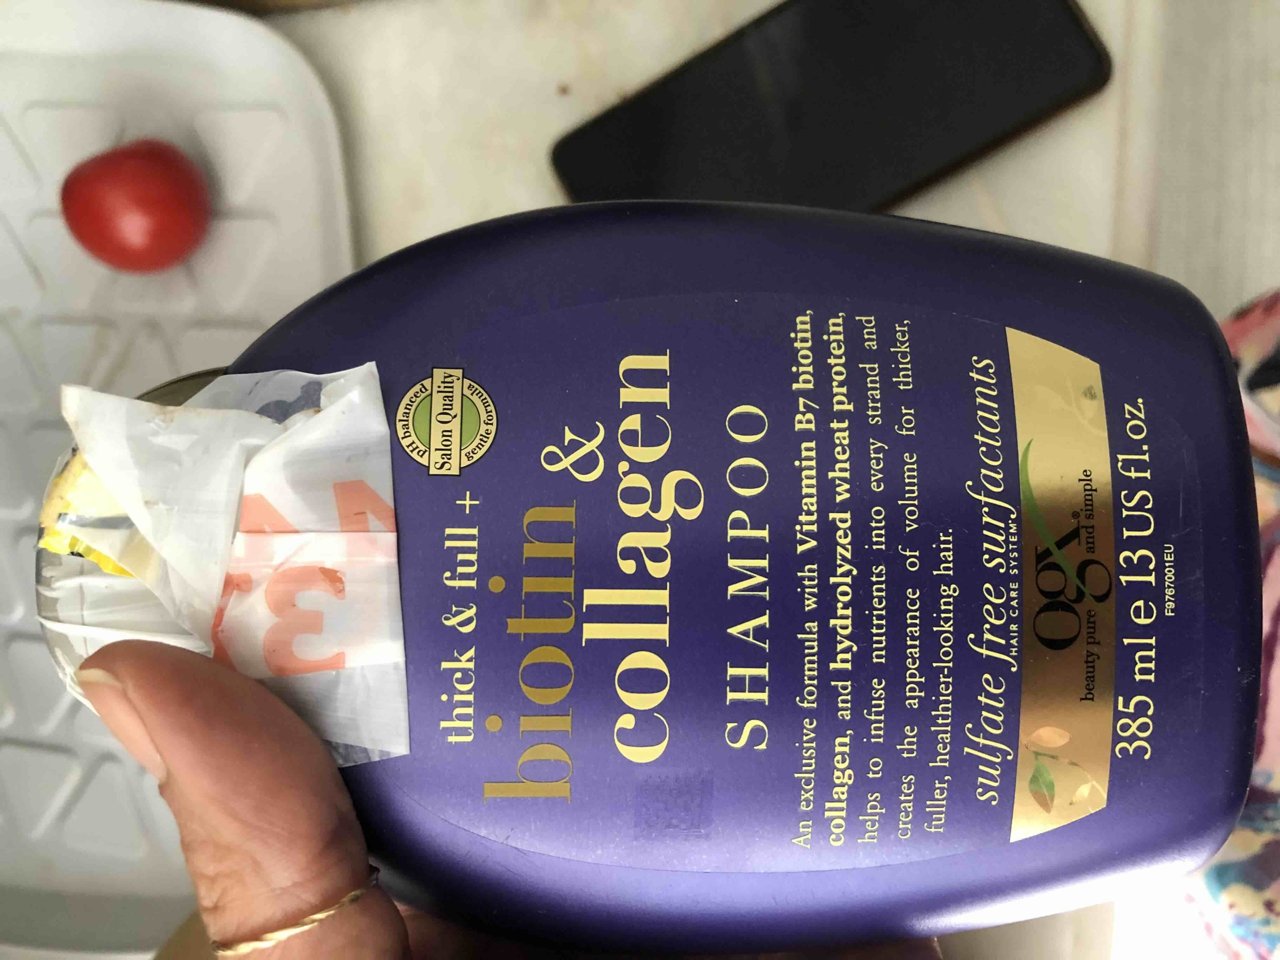 pH balanced
Salon Quality
gentle formula
thick & full +
biotin &
collagen
SHAMPOO
An exclusive formula with Vitamin B7 biotin,
collagen, and hydrolyzed wheat protein,
helps to infuse nutrients into every strand and
creates the appearance of volume for thicker,
fuller, healthier-looking hair.
sulfate free surfactants
HAIR CARE SYSTEM™
ogx®
beauty pure and simple
385 ml e 13 US fl.oz.
F9767001EU